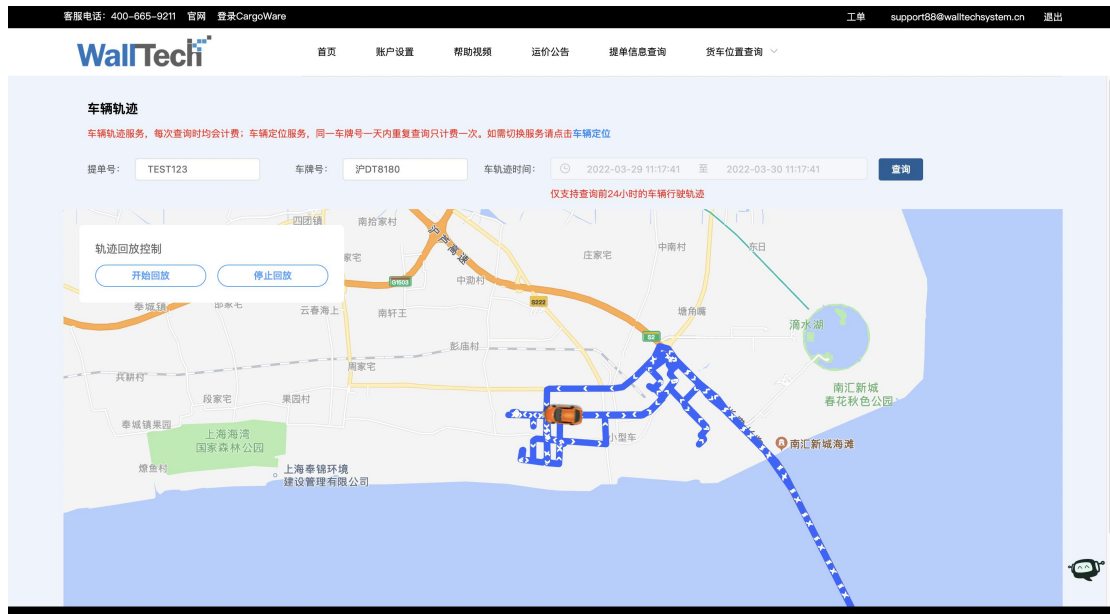 客服电话：400-665-9211 官网 登录CargoWare 工单 support88@walltechsystem.cn 退出
WallTech 首页 账户设置 帮助视频 运价公告 提单信息查询 货车位置查询
车辆轨迹
车辆轨迹服务，每次查询时均会计费；车辆定位服务，同一车牌号一天内重复查询只计费一次。如需切换服务请点击车辆定位
提单号： TEST123 车牌号： 沪DT8180 车轨迹时间： 2022-03-29 11:17:41 至 2022-03-30 11:17:41 查询
仅支持查询前24小时的车辆行驶轨迹
四团镇 南拾家村 沪芦高速
轨迹回放控制
开始回放 停止回放
家宅 庄家宅 中南村 东日
G1503 中勤村
奉城镇 邵家宅 云春海上 南轩王 S222 塘角嘴 滴水湖
S2
彭庙村
周家宅
兵耕村 段家宅 果园村 南汇新城
春花秋色公园
奉城镇果园
上海海湾
国家森林公园 小型车 南汇新城海滩
燎鱼村
上海奉锦环境
建设管理有限公司